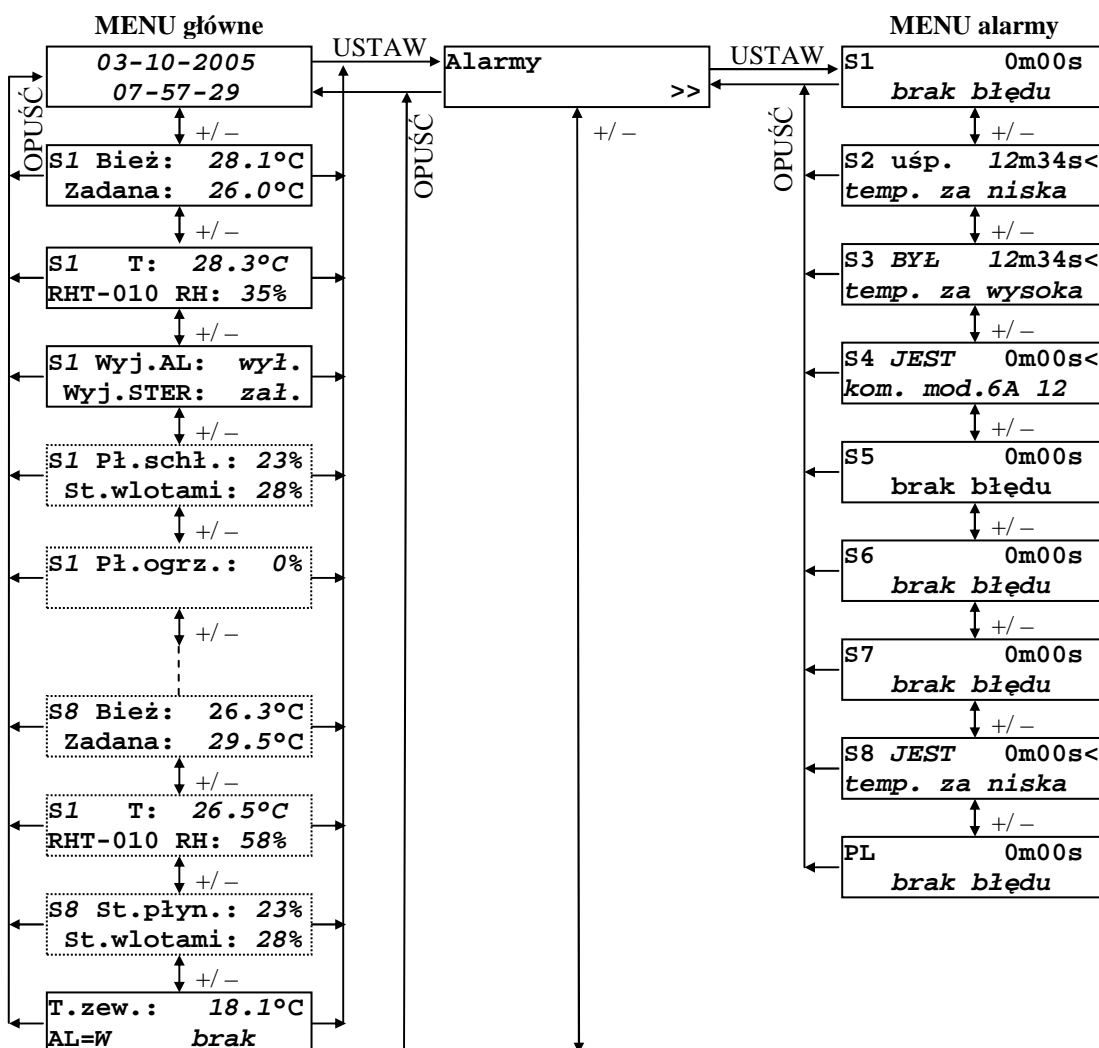 MENU główne
03-10-2005
07-57-29
OPUŚĆ
+/−
S1 Bież: 28.1°C
Zadana: 26.0°C
+/−
S1 T: 28.3°C
RHT-010 RH: 35%
+/−
S1 Wyj.AL: wył.
Wyj.STER: zał.
+/−
S1 Pł.schł.: 23%
St.wlotami: 28%
+/−
S1 Pł.ogrz.: 0%
+/−
S8 Bież: 26.3°C
Zadana: 29.5°C
+/−
S1 T: 26.5°C
RHT-010 RH: 58%
+/−
S8 St.płyn.: 23%
St.wlotami: 28%
+/−
T.zew.: 18.1°C
AL=W brak
USTAW
Alarmy
>>
OPUŚĆ
+/−
USTAW
MENU alarmy
S1 0m00s
brak błędu
OPUŚĆ
+/−
S2 uśp. 12m34s<
temp. za niska
+/−
S3 BYŁ 12m34s<
temp. za wysoka
+/−
S4 JEST 0m00s<
kom. mod.6A 12
+/−
S5 0m00s
brak błędu
+/−
S6 0m00s
brak błędu
+/−
S7 0m00s
brak błędu
+/−
S8 JEST 0m00s<
temp. za niska
+/−
PL 0m00s
brak błędu